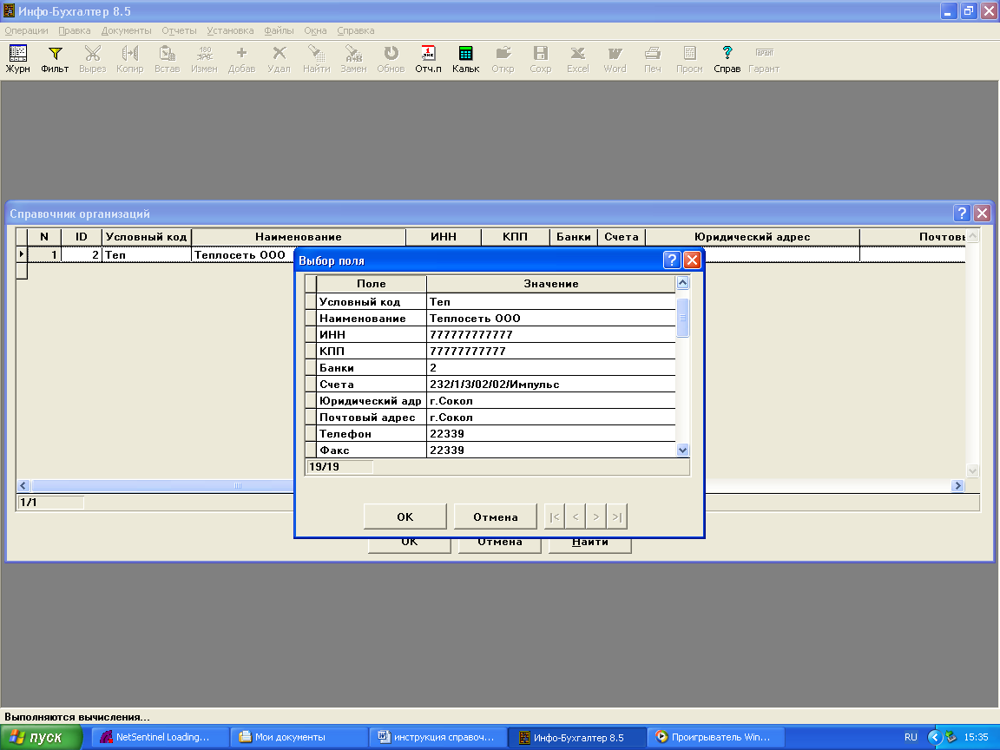 Инфо-Бухгалтер 8.5
Операции Правка Документы Отчеты Установка Файлы Окна Справка
Журн Фильт Вырез Копир Встав Измен Добав Удал Найти Замен Обнов Отч.п Кальк Откр Сохр Excel Word Печ Просм Справ Гарант
Справочник организаций
N ID Условный код Наименование ИНН КПП Банки Счета Юридический адрес Почтовы
1 2 Теп Теплосеть ООО
Выбор поля
Поле Значение
Условный код Теп
Наименование Теплосеть ООО
ИНН 777777777777
КПП 77777777777
Банки 2
Счета 232/1/3/02/02/Импульс
Юридический адр г.Сокол
Почтовый адрес г.Сокол
Телефон 22339
Факс 22339
19/19
1/1
ОК Отмена |< < > >|
ОК Отмена Найти
Выполняются вычисления...
пуск NetSentinel Loading... Мои документы инструкция справоч... Инфо-Бухгалтер 8.5 Проигрыватель Win... RU 15:35